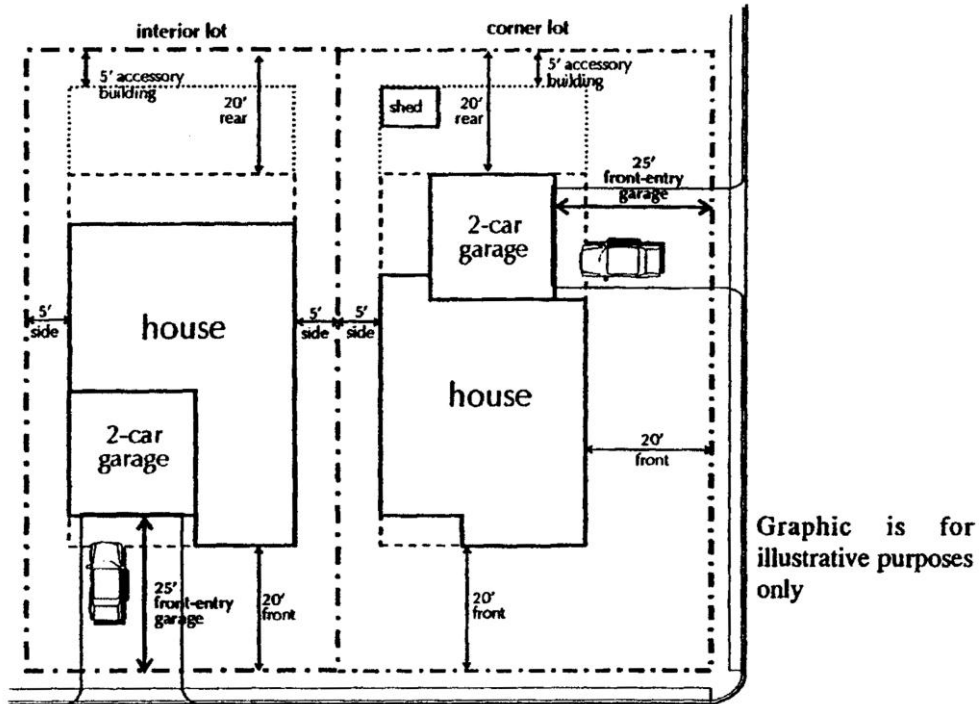 interior lot
corner lot
5' accessory
building
20'
rear
shed
20'
rear
5' accessory
building
25'
front-entry
garage
2-car
garage
5'
side
house
5'
side
5'
side
house
2-car
garage
20'
front
25'
front-entry
garage
20'
front
20'
front
Graphic is for
illustrative purposes
only